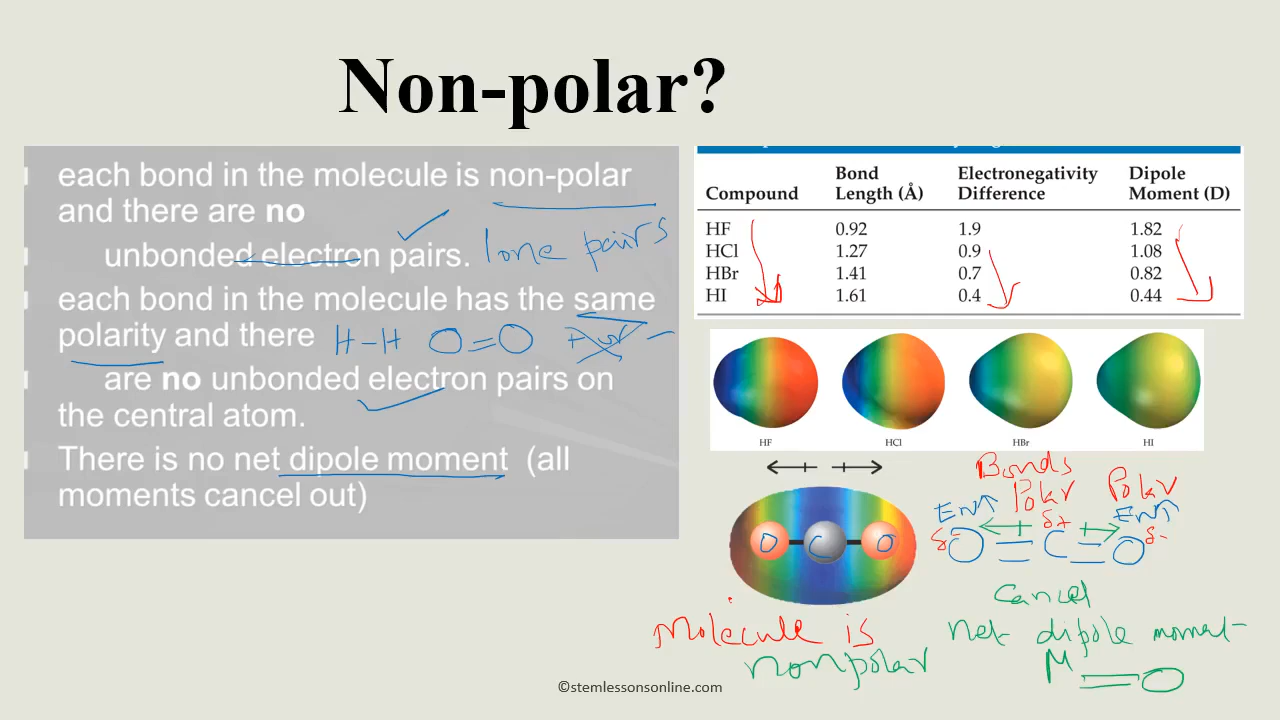 Non-polar?
each bond in the molecule is non-polar
and there are no
unbonded electron pairs. lone pairs
each bond in the molecule has the same
polarity and there H-H O=O
are no unbonded electron pairs on
the central atom.
There is no net dipole moment (all
moments cancel out)
Compound Bond Length (Å) Electronegativity Difference Dipole Moment (D)
HF 0.92 1.9 1.82
HCl 1.27 0.9 1.08
HBr 1.41 0.7 0.82
HI 1.61 0.4 0.44
HF HCl HBr HI
Bonds
Polar Polar
EN↑ δ+ EN↑
δ- O=C=O δ-
O C O
Cancel
Molecule is
nonpolar
Net dipole moment
M=O
©stemlessonsonline.com